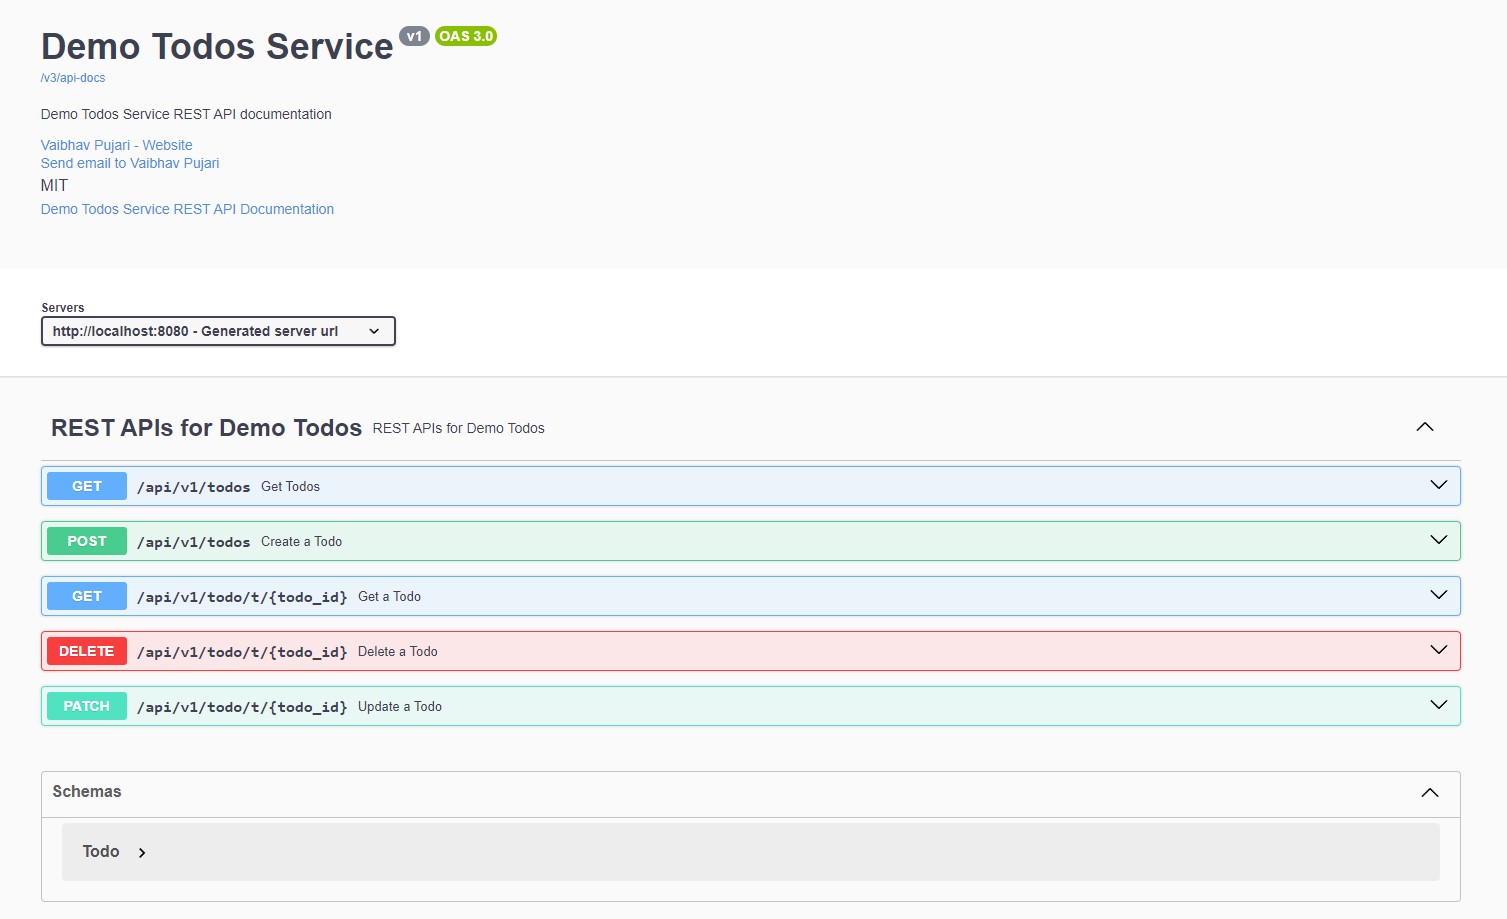 Demo Todos Service v1 OAS 3.0
/v3/api-docs
Demo Todos Service REST API documentation
Vaibhav Pujari - Website
Send email to Vaibhav Pujari
MIT
Demo Todos Service REST API Documentation
Servers
http://localhost:8080 - Generated server url
REST APIs for Demo Todos REST APIs for Demo Todos
GET /api/v1/todos Get Todos
POST /api/v1/todos Create a Todo
GET /api/v1/todo/t/{todo_id} Get a Todo
DELETE /api/v1/todo/t/{todo_id} Delete a Todo
PATCH /api/v1/todo/t/{todo_id} Update a Todo
Schemas
Todo